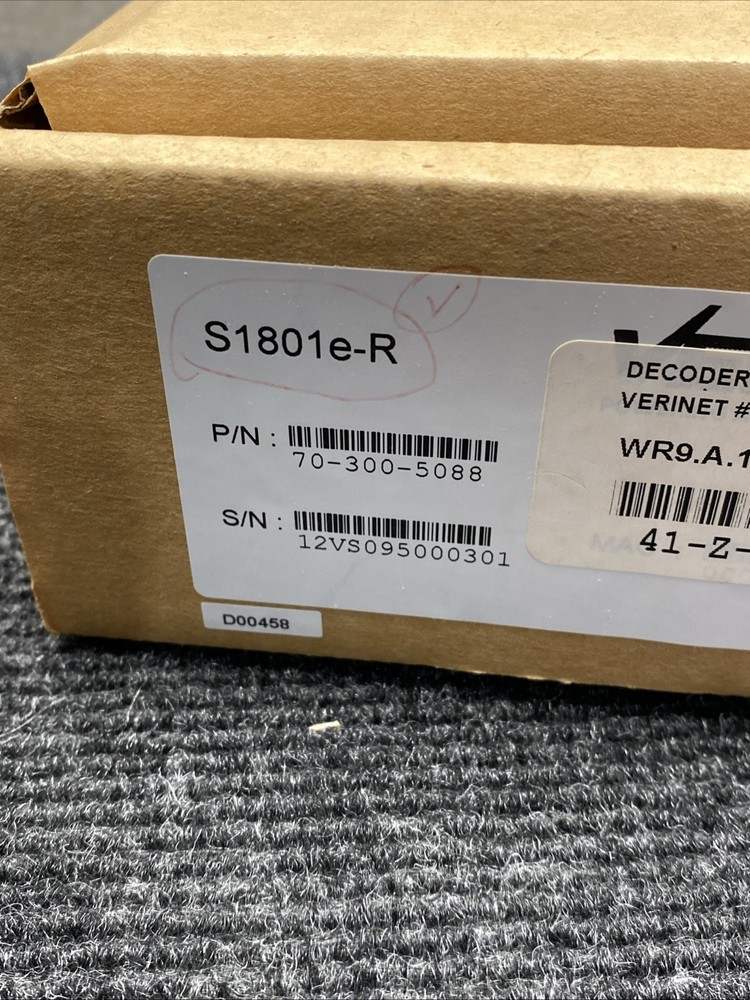 S1801e-R
P/N :
70-300-5088
S/N :
12VS095000301
D00458
DECODER
VERINET #
WR9.A.1
41-Z-